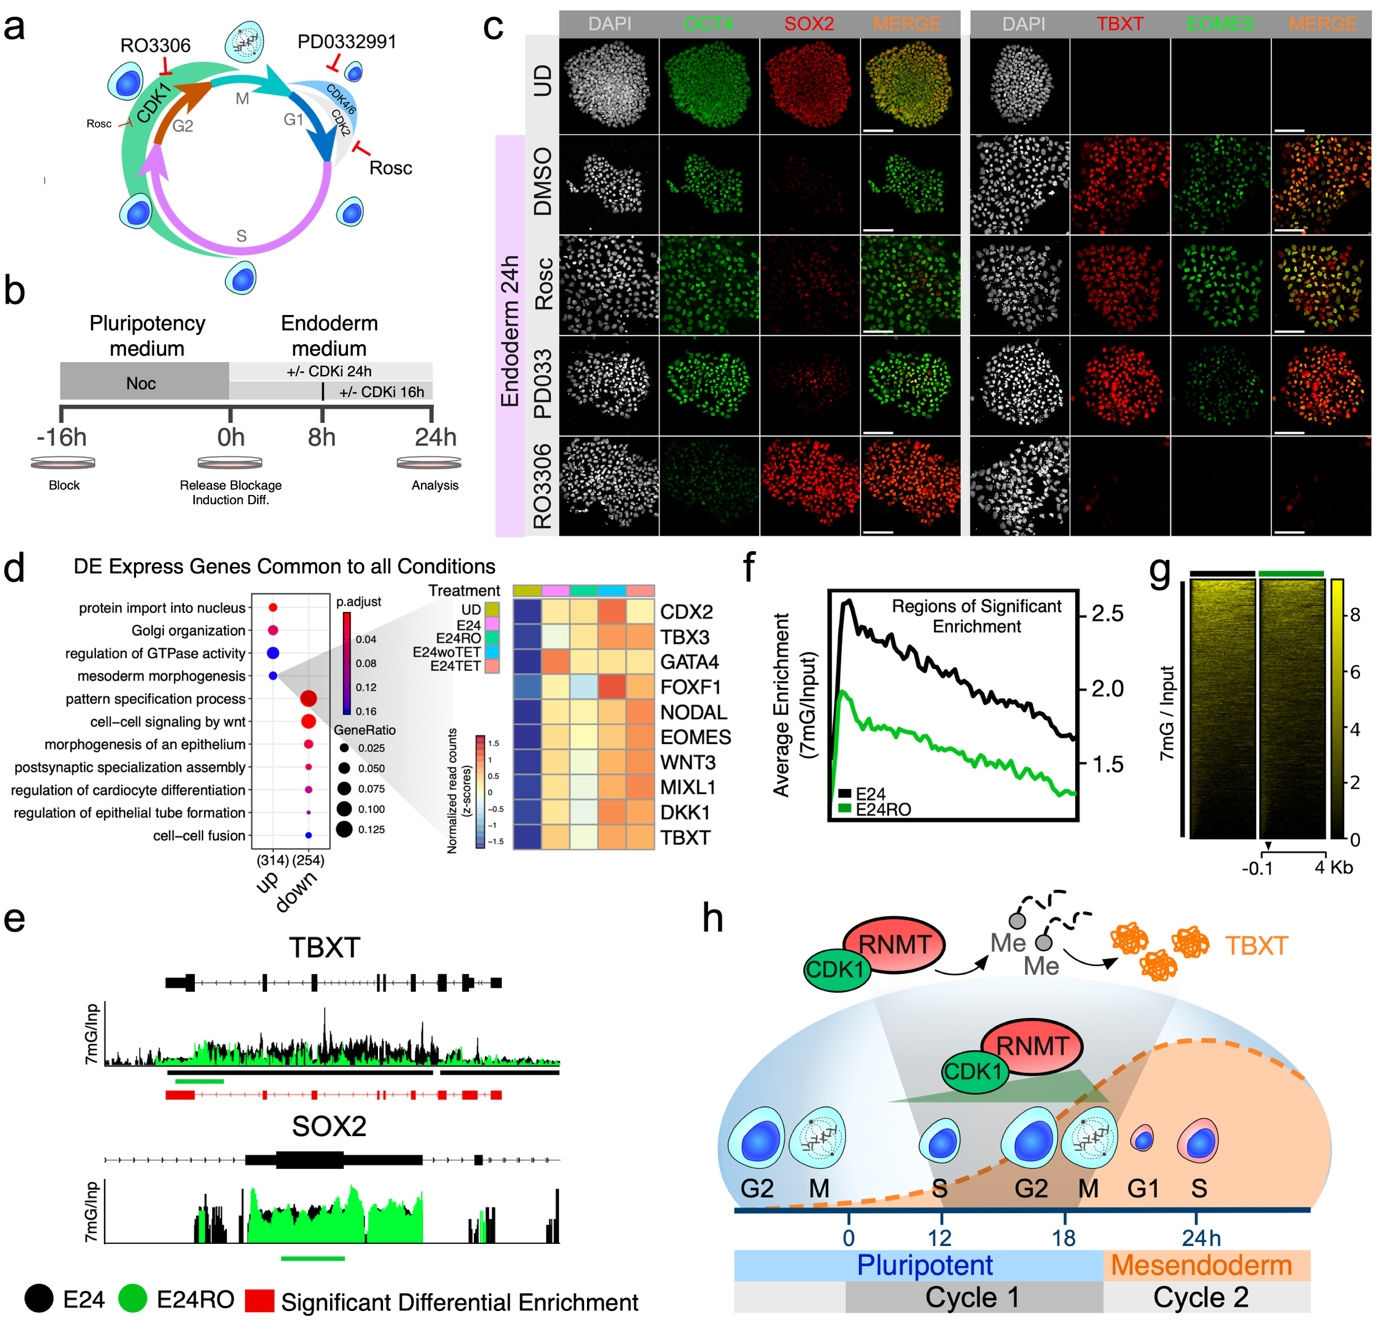 a
RO3306
PD0332991
CDK1
CDK4/6
CDK2
Rosc
G2
M
G1
Rosc
S
b
Pluripotency
medium
Endoderm
medium
Noc
+/- CDKi 24h
+/- CDKi 16h
-16h
0h
8h
24h
Block
Release Blockage
Induction Diff.
Analysis
c
DAPI
OCT4
SOX2
MERGE
DAPI
TBXT
EOMES
MERGE
Endoderm 24h
UD
DMSO
Rosc
PD033
RO3306
d
DE Express Genes Common to all Conditions
protein import into nucleus
Golgi organization
regulation of GTPase activity
mesoderm morphogenesis
pattern specification process
cell-cell signaling by wnt
morphogenesis of an epithelium
postsynaptic specialization assembly
regulation of cardiocyte differentiation
regulation of epithelial tube formation
cell-cell fusion
(314) (254)
up
down
p.adjust
0.04
0.08
0.12
0.16
GeneRatio
0.025
0.050
0.075
0.100
0.125
Treatment
UD
E24
E24RO
E24woTET
E24TET
Normalized read counts
(z-scores)
1.5
1
0.5
0
-0.5
-1
-1.5
CDX2
TBX3
GATA4
FOXF1
NODAL
EOMES
WNT3
MIXL1
DKK1
TBXT
e
TBXT
7mG/Inp
SOX2
7mG/Inp
E24
E24RO
Significant Differential Enrichment
f
Average Enrichment
(7mG/Input)
Regions of Significant
Enrichment
2.5
2.0
1.5
E24
E24RO
g
7mG / Input
8
6
4
2
0
-0.1
4 Kb
h
RNMT
CDK1
Me
Me
TBXT
RNMT
CDK1
G2
M
S
G2
M
G1
S
0
12
18
24h
Pluripotent
Mesendoderm
Cycle 1
Cycle 2